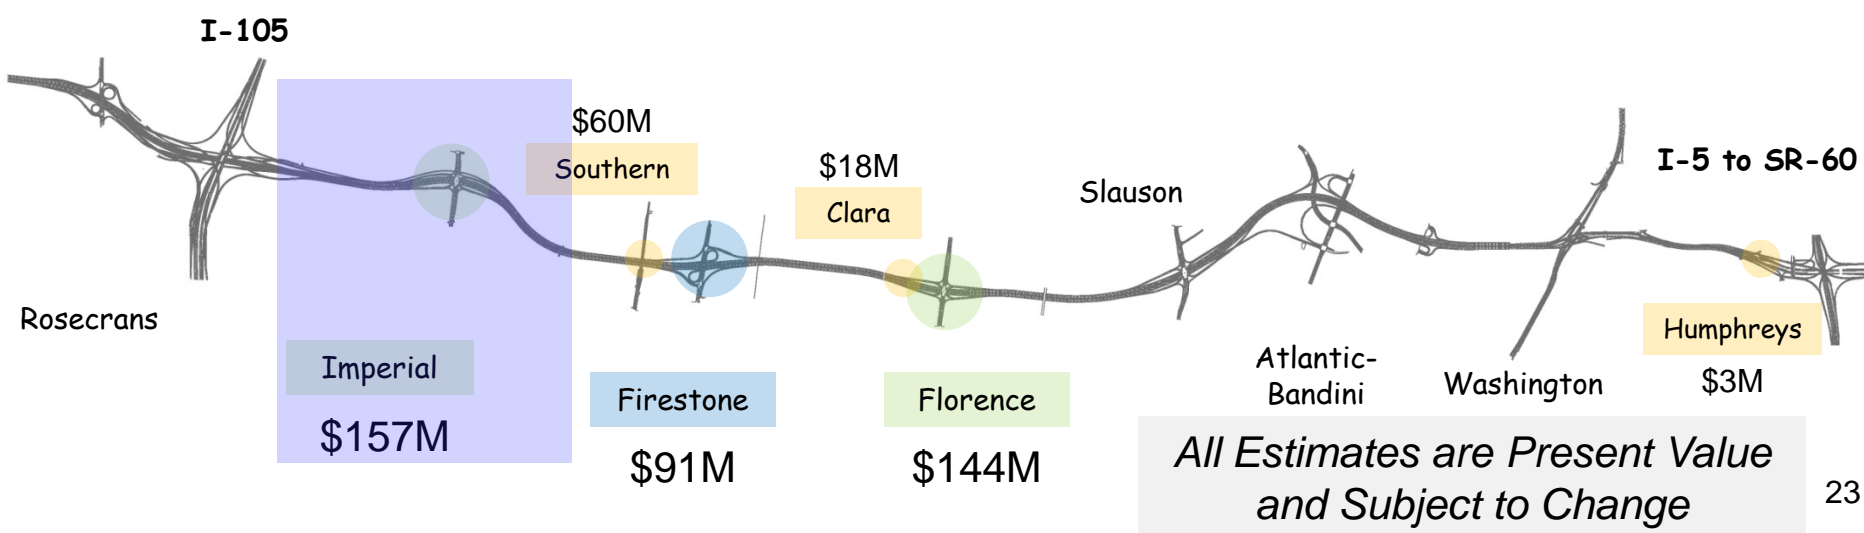 I-105
$60M
Southern
$18M
Clara
Slauson
I-5 to SR-60
Rosecrans
Imperial
$157M
Firestone
$91M
Florence
$144M
Atlantic-
Bandini
Washington
Humphreys
$3M
All Estimates are Present Value
and Subject to Change
23